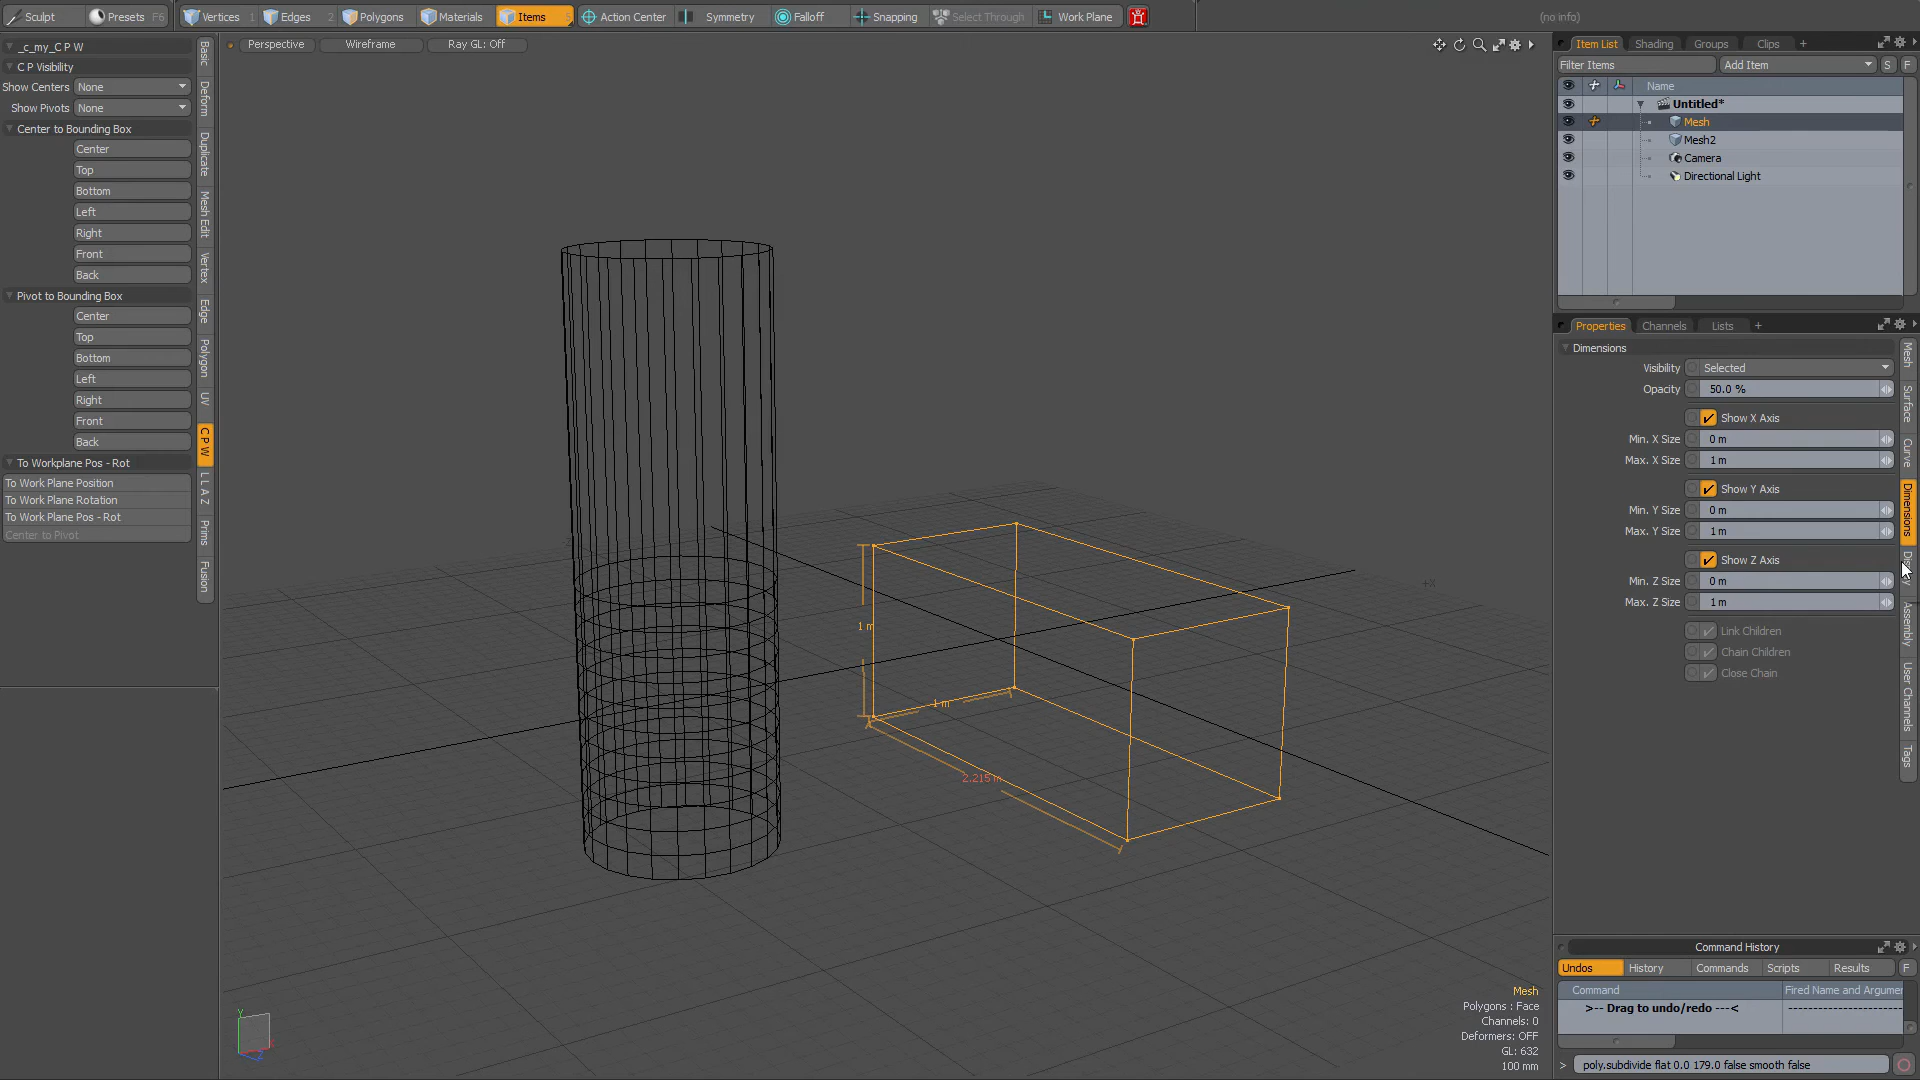 Sculpt
Presets F6
Vertices 1
Edges 2
Polygons
Materials
Items 5
Action Center
Symmetry
Falloff
Snapping
Select Through
Work Plane
(no info)
_c_my_C P W
C P Visibility
Show Centers None
Show Pivots None
Center to Bounding Box
Center
Top
Bottom
Left
Right
Front
Back
Pivot to Bounding Box
Center
Top
Bottom
Left
Right
Front
Back
To Workplane Pos - Rot
To Work Plane Position
To Work Plane Rotation
To Work Plane Pos - Rot
Center to Pivot
Basic
Deform
Duplicate
Mesh Edit
Vertex
Edge
Polygon
UV
C P W
L L A Z
Prims
Fusion
Perspective
Wireframe
Ray GL: Off
+X
1 m
1 m
2.215 m
Y
Z
Mesh
Polygons : Face
Channels: 0
Deformers: OFF
GL: 632
100 mm
Item List
Shading
Groups
Clips
+
Filter Items
Add Item
S
F
Name
Untitled*
Mesh
Mesh2
Camera
Directional Light
Properties
Channels
Lists
+
Dimensions
Visibility Selected
Opacity 50.0 %
Show X Axis
Min. X Size 0 m
Max. X Size 1 m
Show Y Axis
Min. Y Size 0 m
Max. Y Size 1 m
Show Z Axis
Min. Z Size 0 m
Max. Z Size 1 m
Link Children
Chain Children
Close Chain
Mesh
Surface
Curve
Dimensions
Assembly
User Channels
Tags
Command History
Undos
History
Commands
Scripts
Results
F
Command
Fired Name and Argumer
>-- Drag to undo/redo ---<
> poly.subdivide flat 0.0 179.0 false smooth false